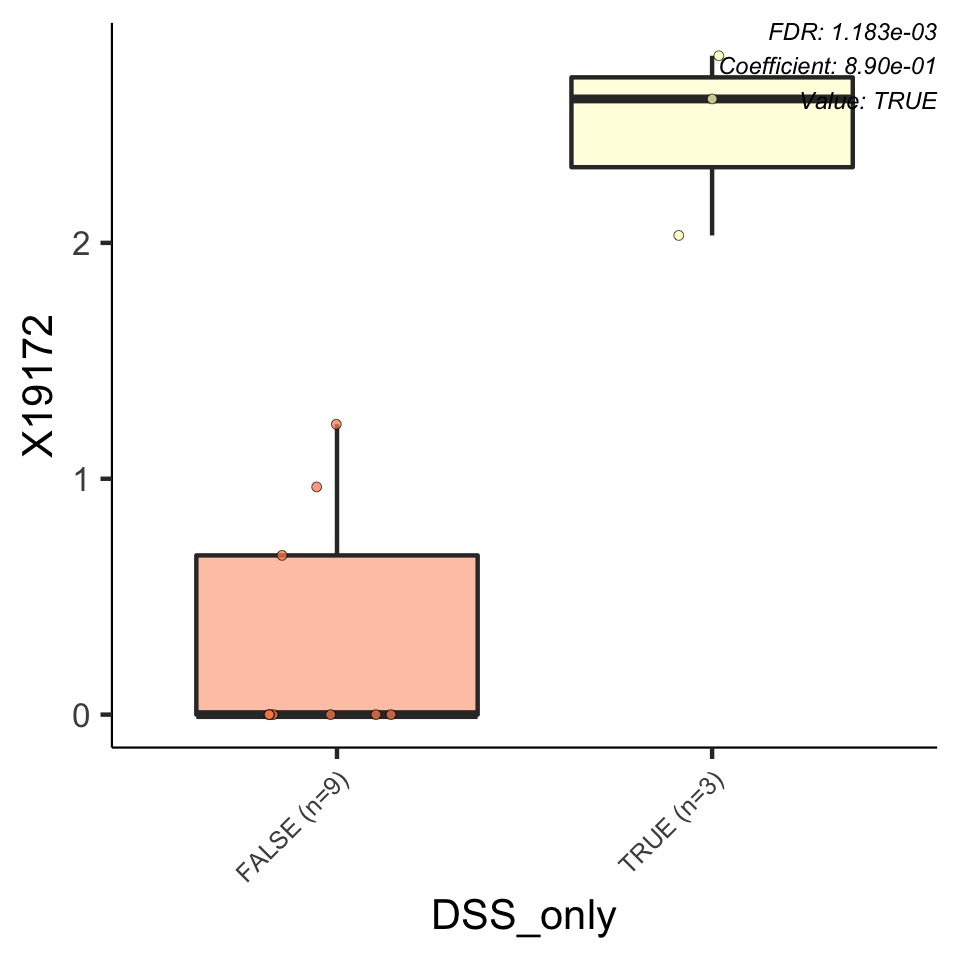 FDR: 1.183e-03
Coefficient: 8.90e-01
Value: TRUE
X19172
2
1
0
FALSE (n=9)
TRUE (n=3)
DSS_only